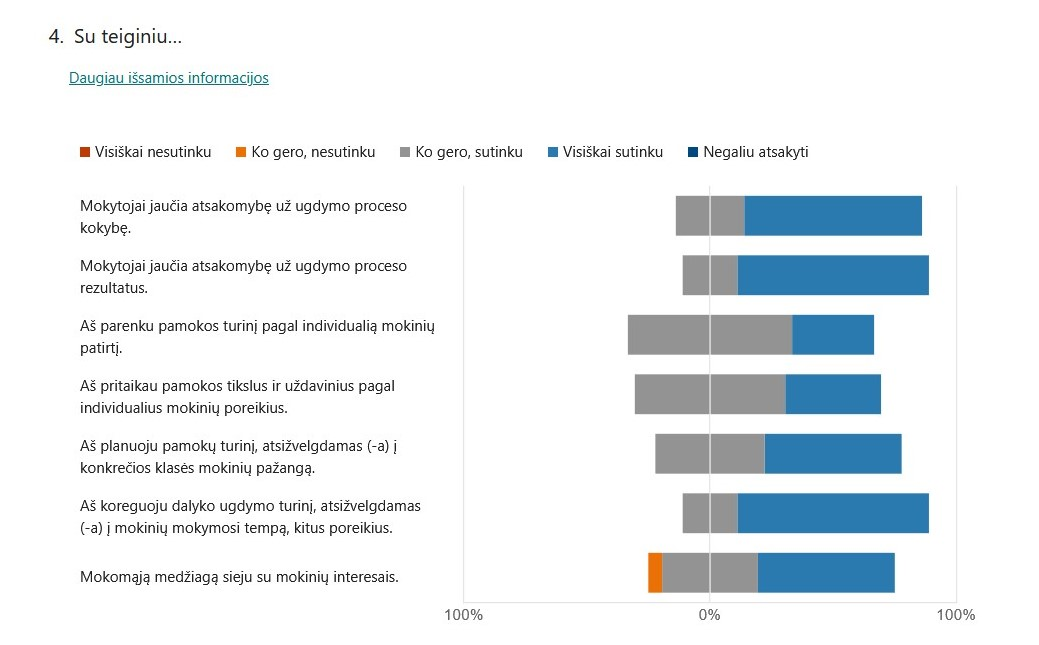 4. Su teiginiu...
Daugiau išsamios informacijos
Visiškai nesutinku Ko gero, nesutinku Ko gero, sutinku Visiškai sutinku Negaliu atsakyti
Mokytojai jaučia atsakomybę už ugdymo proceso
kokybę.
Mokytojai jaučia atsakomybę už ugdymo proceso
rezultatus.
Aš parenku pamokos turinį pagal individualią mokinių
patirtį.
Aš pritaikau pamokos tikslus ir uždavinius pagal
individualius mokinių poreikius.
Aš planuoju pamokų turinį, atsižvelgdamas (-a) į
konkrečios klasės mokinių pažangą.
Aš koreguoju dalyko ugdymo turinį, atsižvelgdamas
(-a) į mokinių mokymosi tempą, kitus poreikius.
Mokomąją medžiagą sieju su mokinių interesais.
100% 0% 100%